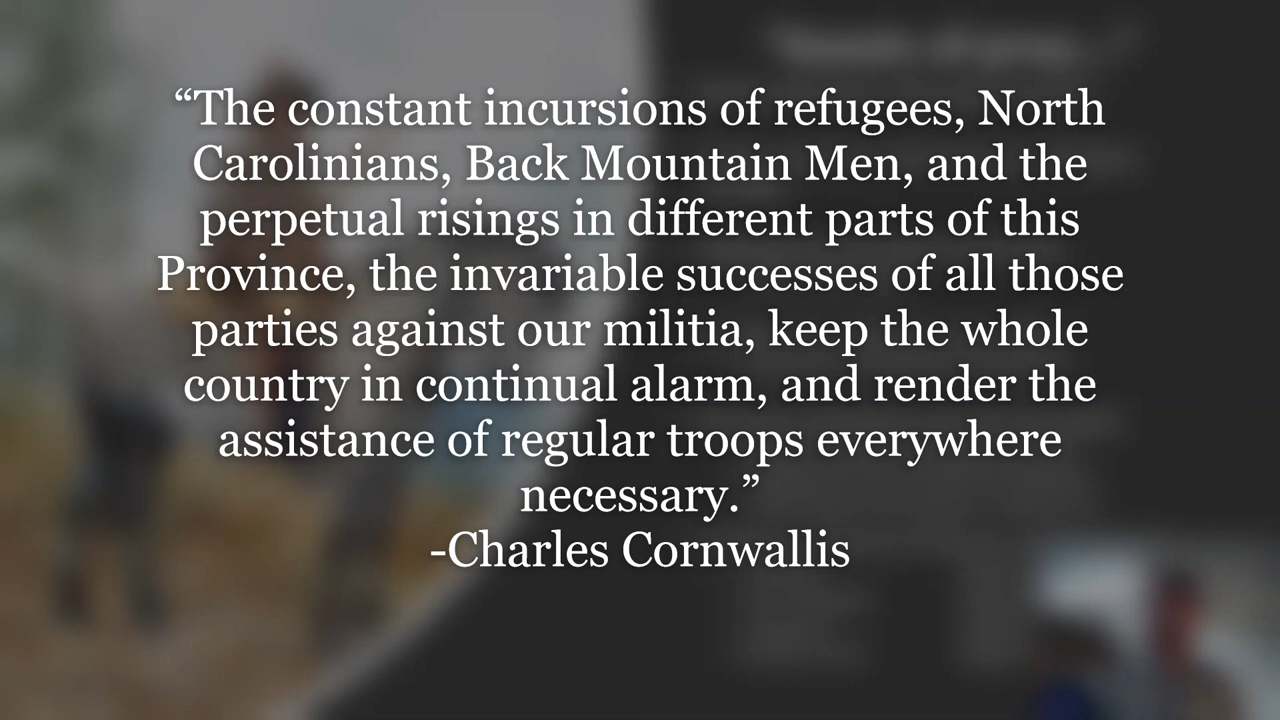 “The constant incursions of refugees, North
Carolinians, Back Mountain Men, and the
perpetual risings in different parts of this
Province, the invariable successes of all those
parties against our militia, keep the whole
country in continual alarm, and render the
assistance of regular troops everywhere
necessary.”
-Charles Cornwallis